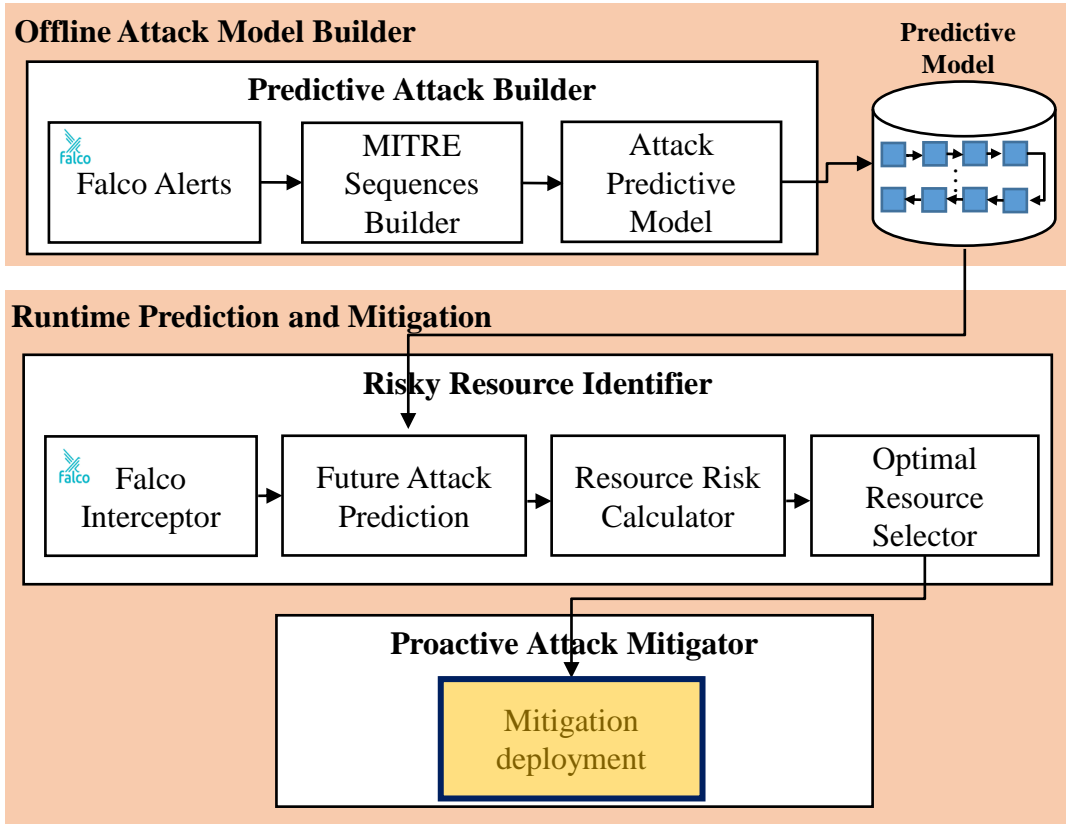 Offline Attack Model Builder
Predictive
Model
Predictive Attack Builder
falco
Falco Alerts
MITRE
Sequences
Builder
Attack
Predictive
Model
Runtime Prediction and Mitigation
Risky Resource Identifier
falco
Falco
Interceptor
Future Attack
Prediction
Resource Risk
Calculator
Optimal
Resource
Selector
Proactive Attack Mitigator
Mitigation
deployment